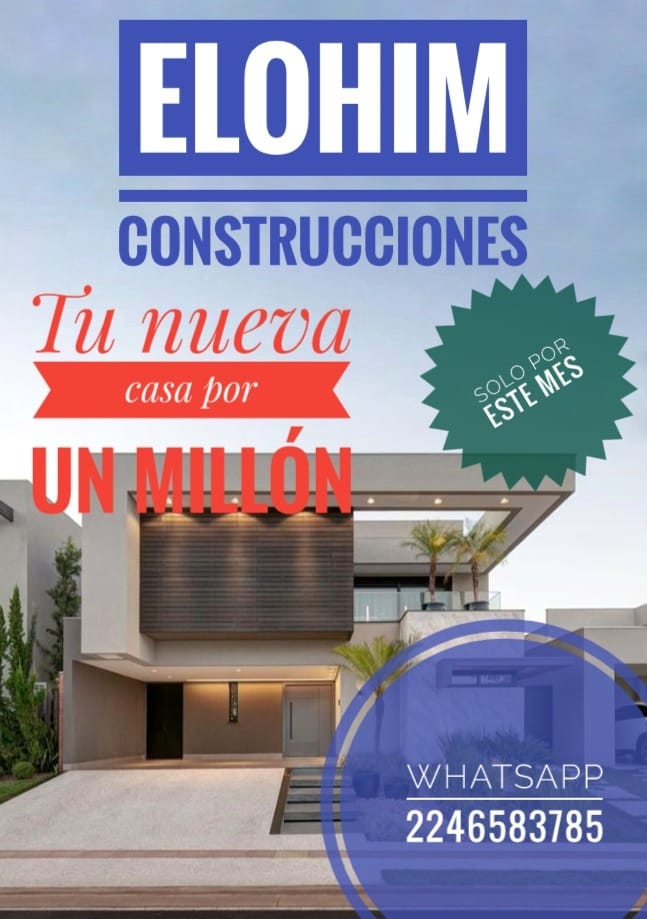 ELOHIM
CONSTRUCCIONES
Tu nueva
casa por
UN MILLÓN
SOLO POR
ESTE MES
WHATSAPP
2246583785